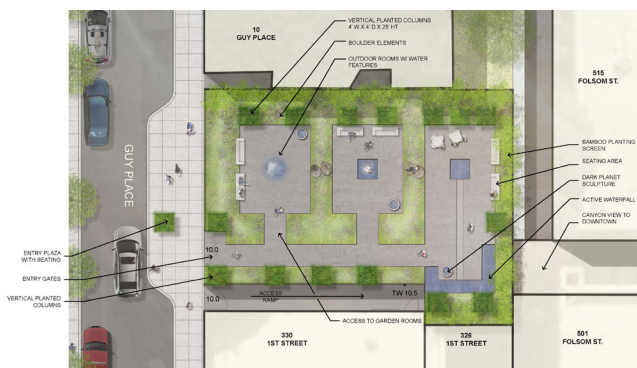 10
GUY PLACE
VERTICAL PLANTED COLUMNS
4' W X 4' D X 25' HT
BOULDER ELEMENTS
OUTDOOR ROOMS W/ WATER
FEATURES
515
FOLSOM ST.
GUY PLACE
BAMBOO PLANTING
SCREEN
SEATING AREA
DARK PLANET
SCULPTURE
ACTIVE WATERFALL
CANYON VIEW TO
DOWNTOWN
ENTRY PLAZA
WITH SEATING
10.0
ENTRY GATES
VERTICAL PLANTED
COLUMNS
10.0
ACCESS
RAMP
TW 10.5
ACCESS TO GARDEN ROOMS
330
1ST STREET
326
1ST STREET
501
FOLSOM ST.